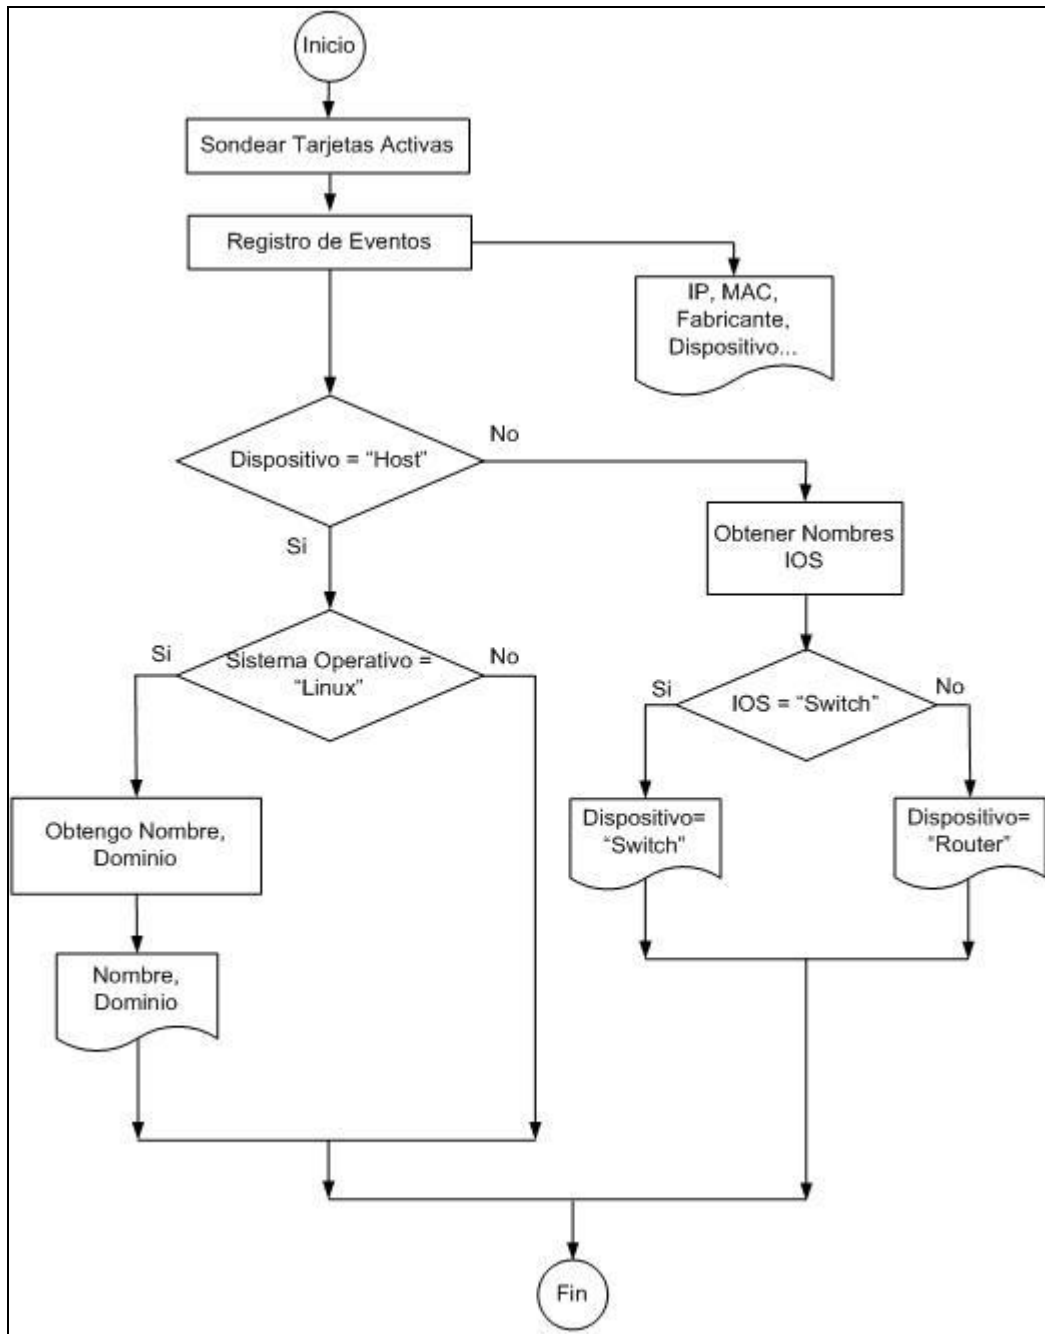 Inicio
Sondear Tarjetas Activas
Registro de Eventos
IP, MAC,
Fabricante,
Dispositivo...
Dispositivo = “Host”
No
Si
Obtener Nombres
IOS
Sistema Operativo =
“Linux”
Si
No
IOS = “Switch”
Si
No
Obtengo Nombre,
Dominio
Dispositivo=
“Switch”
Dispositivo=
“Router”
Nombre,
Dominio
Fin